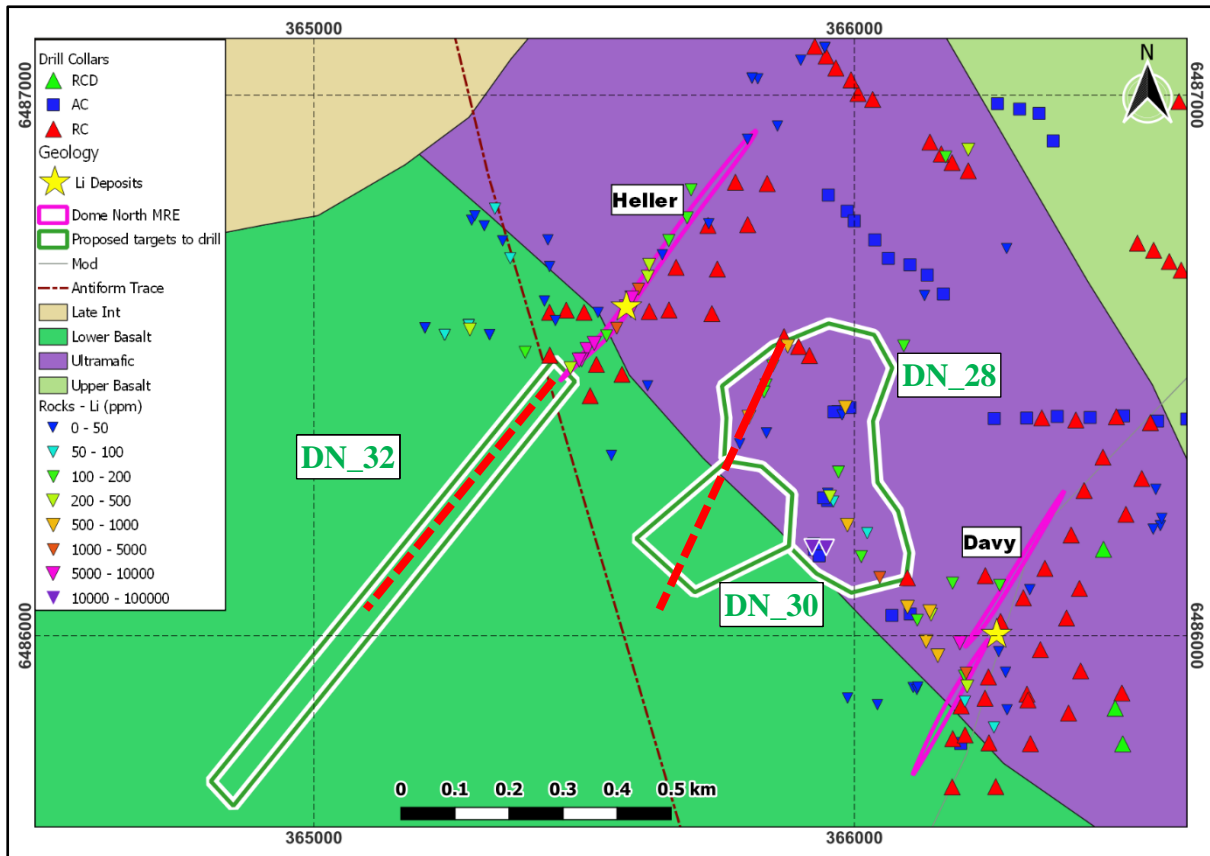 365000
366000
Drill Collars
RCD
AC
RC
Geology
Li Deposits
Dome North MRE
Proposed targets to drill
Mod
Antiform Trace
Late Int
Lower Basalt
Ultramafic
Upper Basalt
Rocks - Li (ppm)
0 - 50
50 - 100
100 - 200
200 - 500
500 - 1000
1000 - 5000
5000 - 10000
10000 - 100000
N
6487000
6487000
Heller
DN_28
DN_32
Davy
DN_30
6486000
6486000
0 0.1 0.2 0.3 0.4 0.5 km
365000
366000